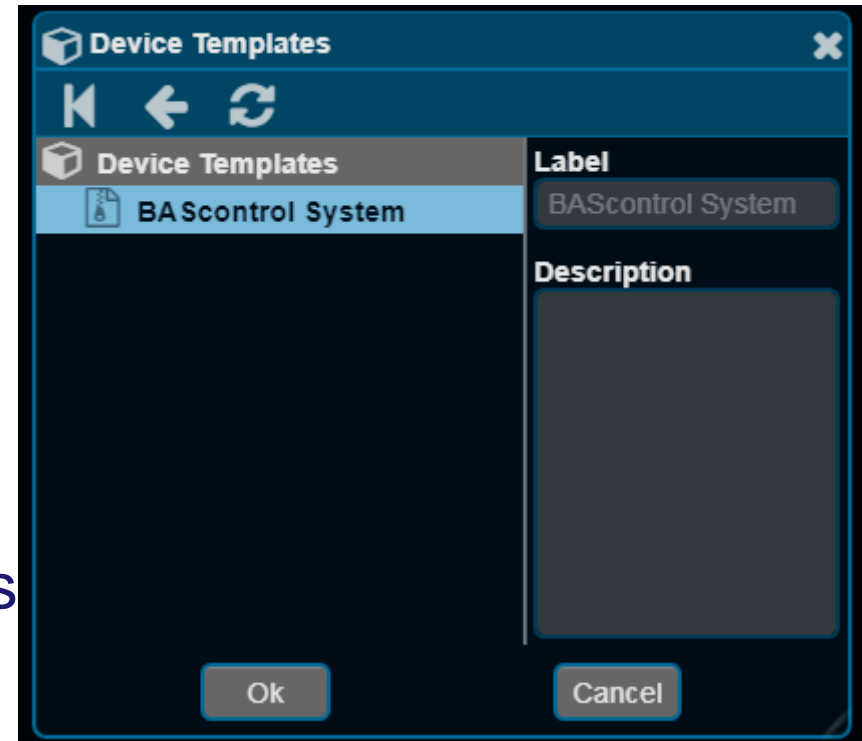 Device Templates
Device Templates
BAScontrol System
Label
BAScontrol System
Description
s
Ok
Cancel